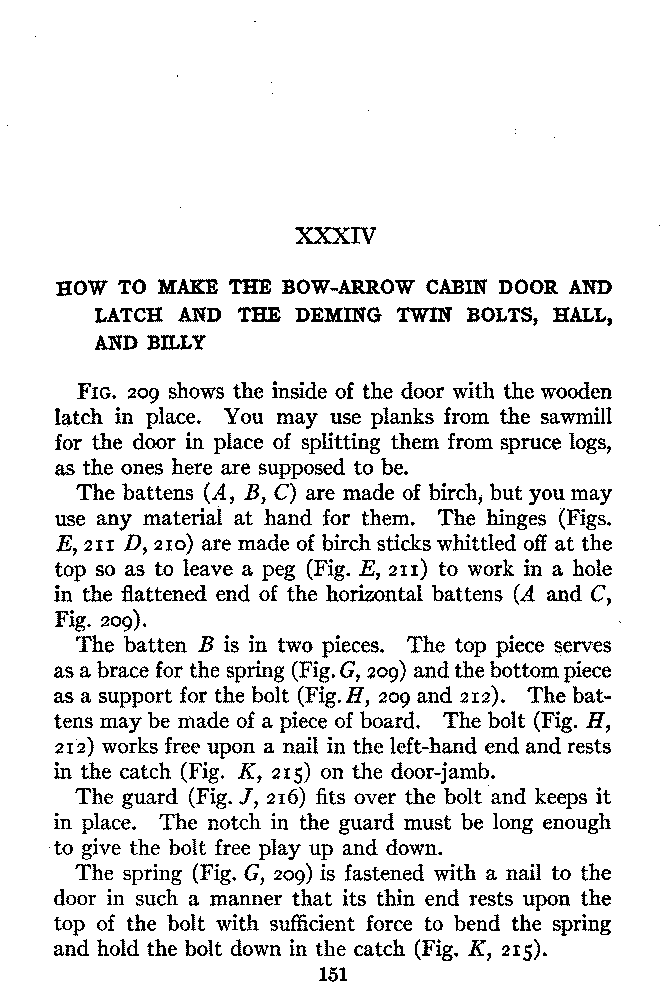 XXXIV
HOW TO MAKE THE BOW-ARROW CABIN DOOR AND
LATCH AND THE DEMING TWIN BOLTS, HALL,
AND BILLY
FIG. 209 shows the inside of the door with the wooden
latch in place. You may use planks from the sawmill
for the door in place of splitting them from spruce logs,
as the ones here are supposed to be.
The battens (A, B, C) are made of birch, but you may
use any material at hand for them. The hinges (Figs.
E, 211 D, 210) are made of birch sticks whittled off at the
top so as to leave a peg (Fig. E, 211) to work in a hole
in the flattened end of the horizontal battens (A and C,
Fig. 209).
The batten B is in two pieces. The top piece serves
as a brace for the spring (Fig. G, 209) and the bottom piece
as a support for the bolt (Fig. H, 209 and 212). The bat-
tens may be made of a piece of board. The bolt (Fig. H,
212) works free upon a nail in the left-hand end and rests
in the catch (Fig. K, 215) on the door-jamb.
The guard (Fig. J, 216) fits over the bolt and keeps it
in place. The notch in the guard must be long enough
to give the bolt free play up and down.
The spring (Fig. G, 209) is fastened with a nail to the
door in such a manner that its thin end rests upon the
top of the bolt with sufficient force to bend the spring
and hold the bolt down in the catch (Fig. K, 215).
151